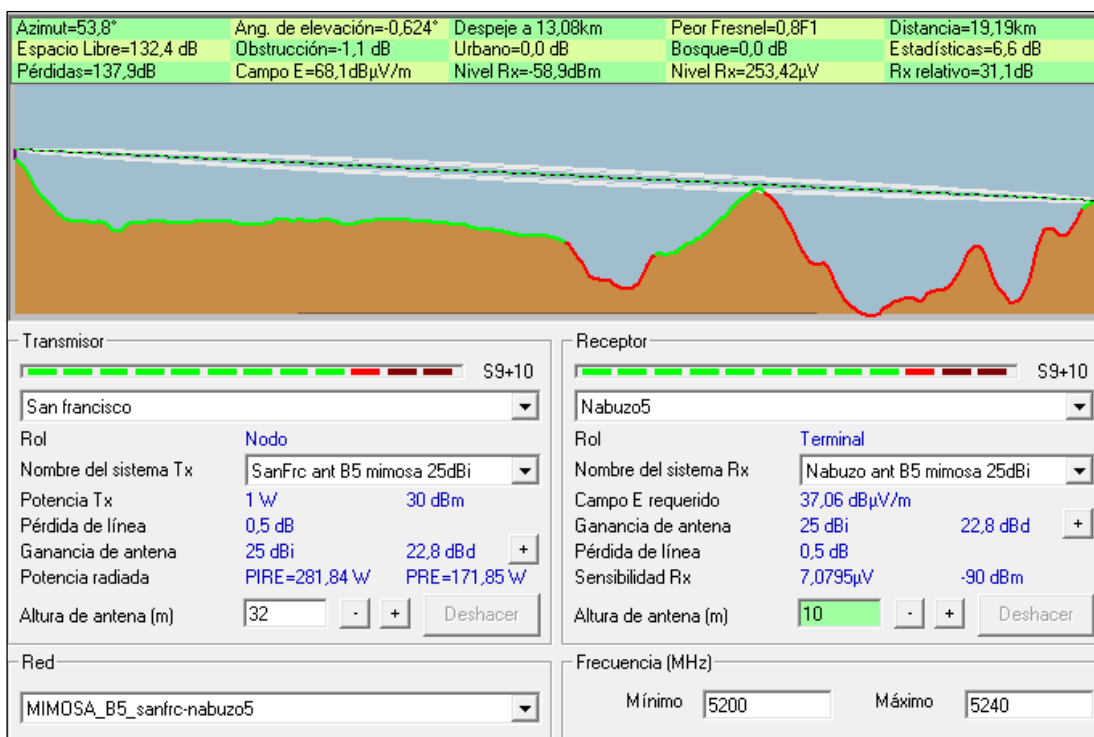 Azimut=53,8° Ang. de elevación=-0,624° Despeje a 13,08km Peor Fresnel=0,8F1 Distancia=19,19km
Espacio Libre=132,4 dB Obstrucción=-1,1 dB Urbano=0,0 dB Bosque=0,0 dB Estadísticas=6,6 dB
Pérdidas=137,9dB Campo E=68,1dBµV/m Nivel Rx=-58,9dBm Nivel Rx=253,42µV Rx relativo=31,1dB
Transmisor
S9+10
San francisco
Rol Nodo
Nombre del sistema Tx SanFrc ant B5 mimosa 25dBi
Potencia Tx 1 W 30 dBm
Pérdida de línea 0,5 dB
Ganancia de antena 25 dBi 22,8 dBd +
Potencia radiada PIRE=281,84 W PRE=171,85 W
Altura de antena (m) 32 - + Deshacer
Red
MIMOSA_B5_sanfrc-nabuzo5
Receptor
S9+10
Nabuzo5
Rol Terminal
Nombre del sistema Rx Nabuzo ant B5 mimosa 25dBi
Campo E requerido 37,06 dBµV/m
Ganancia de antena 25 dBi 22,8 dBd +
Pérdida de línea 0,5 dB
Sensibilidad Rx 7,0795µV -90 dBm
Altura de antena (m) 10 - + Deshacer
Frecuencia (MHz)
Mínimo 5200 Máximo 5240